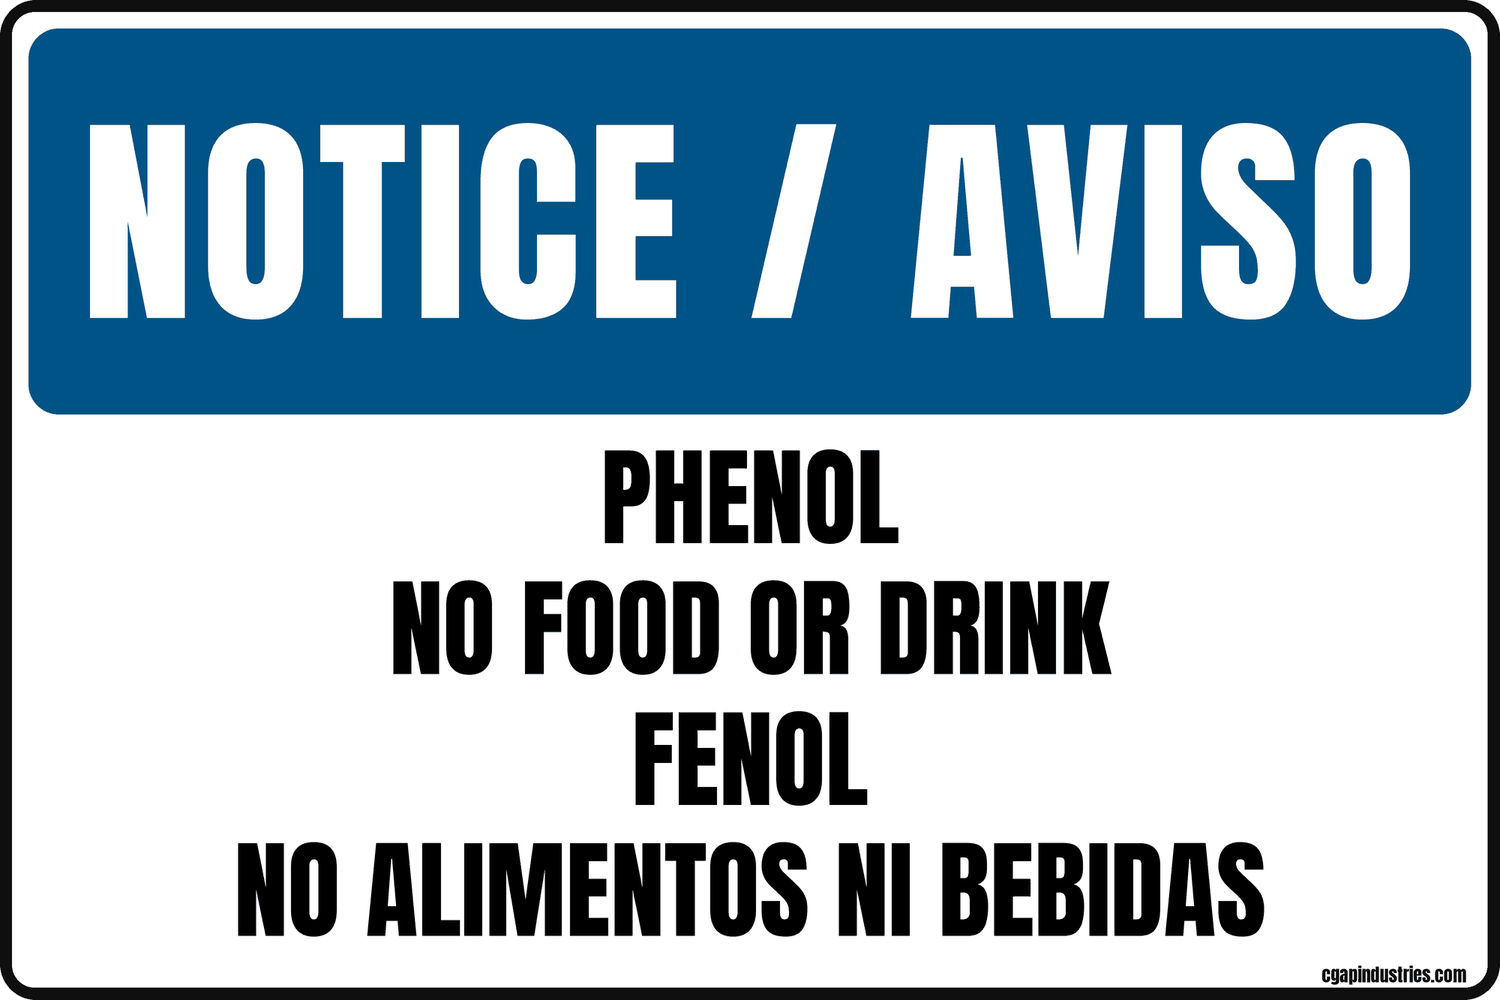 NOTICE / AVISO
PHENOL
NO FOOD OR DRINK
FENOL
NO ALIMENTOS NI BEBIDAS
cgapindustries.com